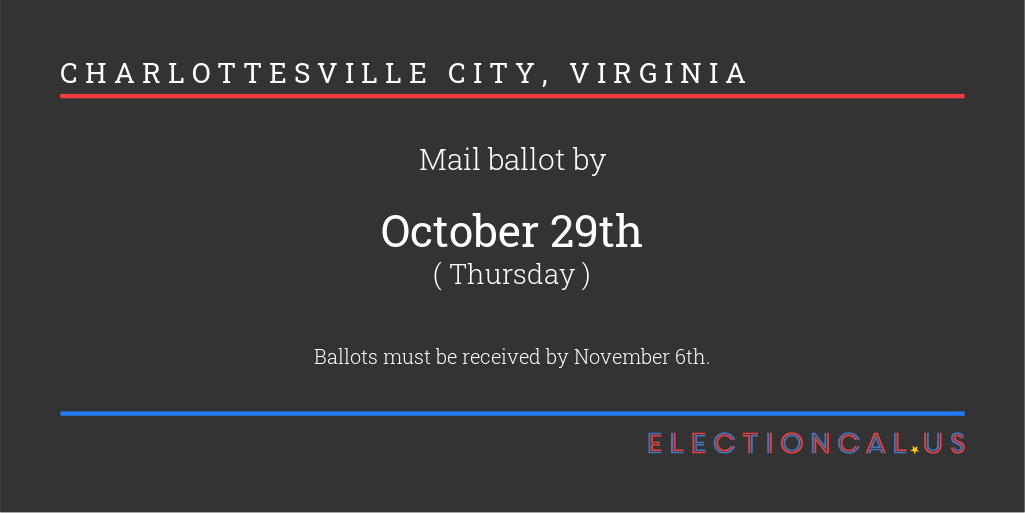 CHARLOTTESVILLE CITY, VIRGINIA
Mail ballot by
October 29th
( Thursday )
Ballots must be received by November 6th.
ELECTIONCAL.US